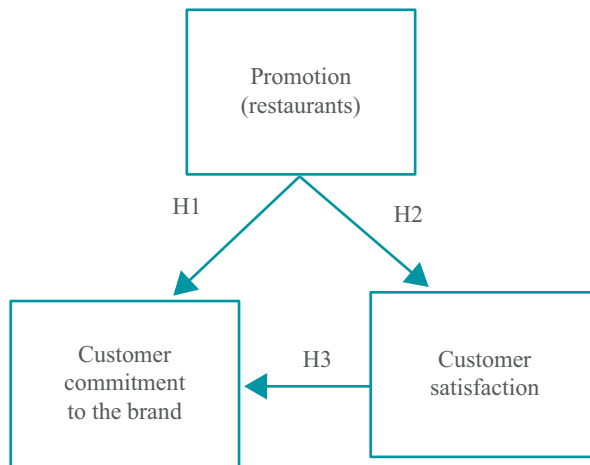 Promotion
(restaurants)
H1
H2
Customer
commitment
to the brand
H3
Customer
satisfaction